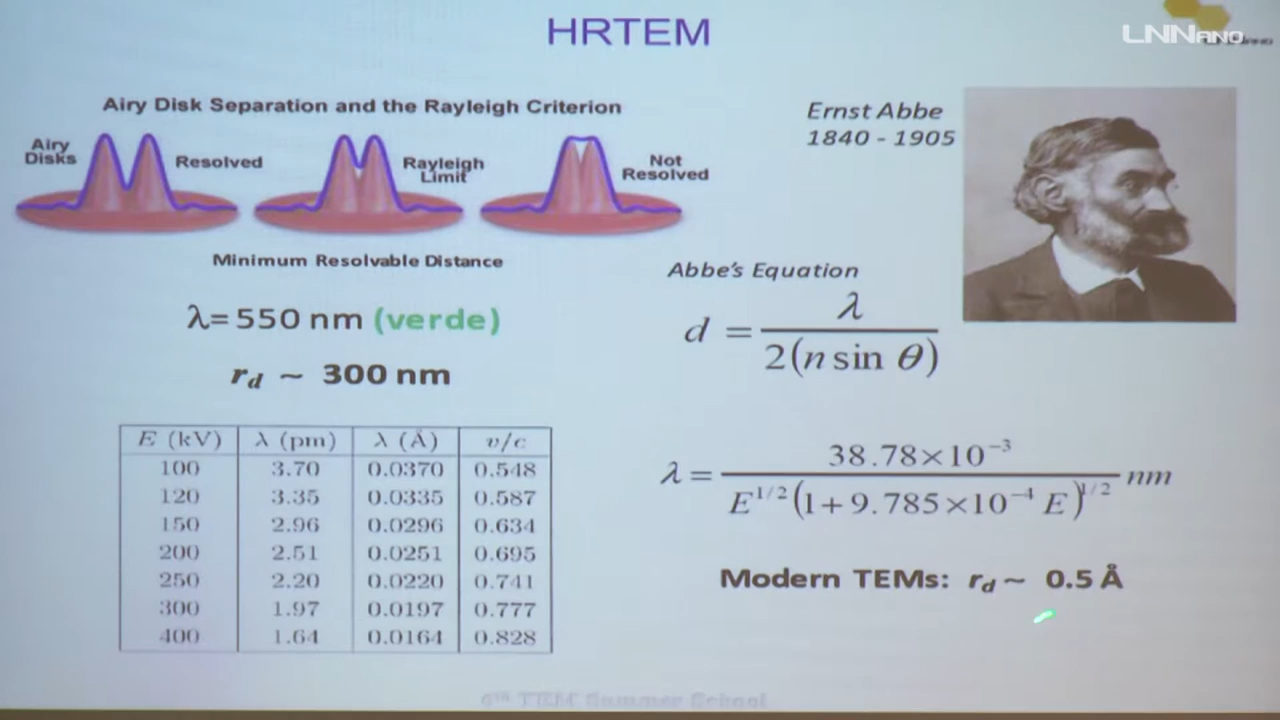 HRTEM
LNNANO
Airy Disk Separation and the Rayleigh Criterion
Airy
Disks
Resolved
Rayleigh
Limit
Not
Resolved
Minimum Resolvable Distance
Ernst Abbe
1840 - 1905
λ= 550 nm (verde)
r_d ~ 300 nm
Abbe's Equation
d = λ / 2(n sin θ)
E (kV) λ (pm) λ (Å) v/c
100 3.70 0.0370 0.548
120 3.35 0.0335 0.587
150 2.96 0.0296 0.634
200 2.51 0.0251 0.695
250 2.20 0.0220 0.741
300 1.97 0.0197 0.777
400 1.64 0.0164 0.828
λ = 38.78×10⁻³ / E^1/2 (1+9.785×10⁻⁴ E)^1/2 nm
Modern TEMs: r_d ~ 0.5 Å
6th TEM Summer School